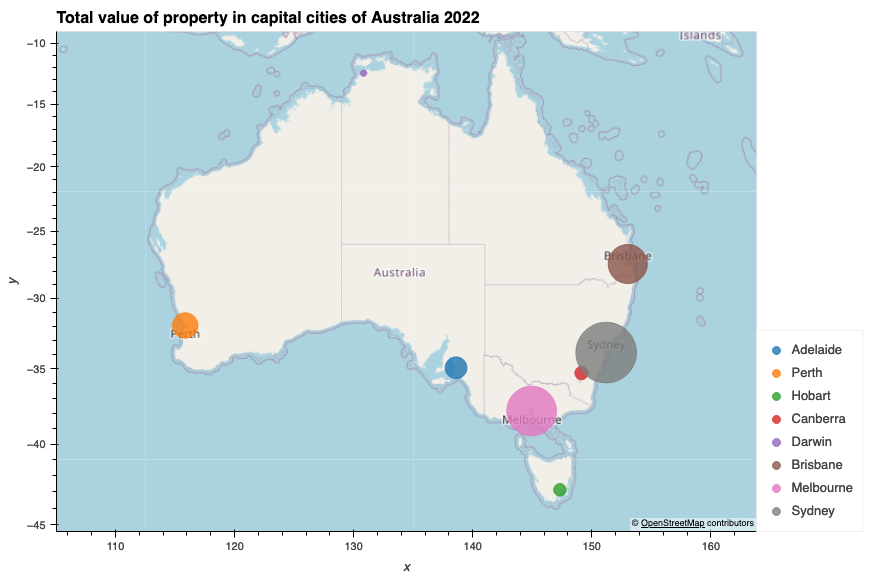 Total value of property in capital cities of Australia 2022
Islands
−10
−15
−20
−25
−30
−35
−40
−45
y
Brisbane
Australia
Perth
Sydney
Melbourne
Adelaide
Perth
Hobart
Canberra
Darwin
Brisbane
Melbourne
Sydney
© OpenStreetMap contributors
110
120
130
140
150
160
x